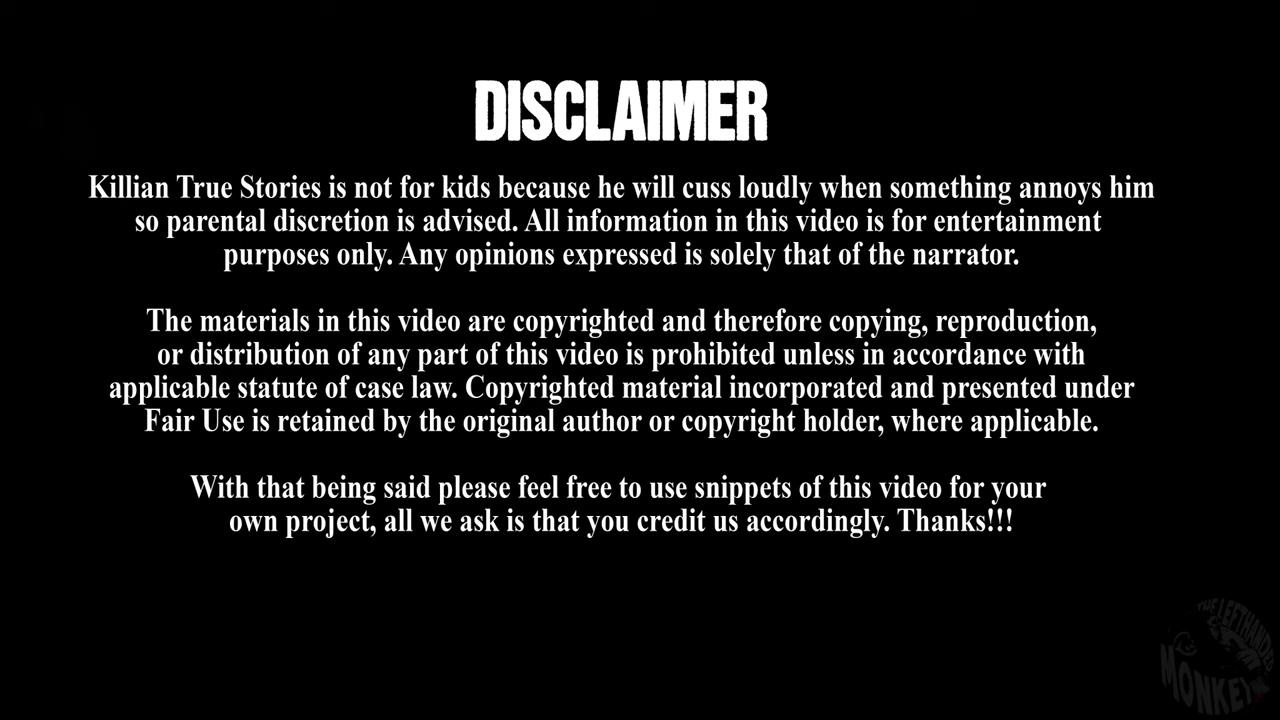 DISCLAIMER
Killian True Stories is not for kids because he will cuss loudly when something annoys him
so parental discretion is advised. All information in this video is for entertainment
purposes only. Any opinions expressed is solely that of the narrator.
The materials in this video are copyrighted and therefore copying, reproduction,
or distribution of any part of this video is prohibited unless in accordance with
applicable statute of case law. Copyrighted material incorporated and presented under
Fair Use is retained by the original author or copyright holder, where applicable.
With that being said please feel free to use snippets of this video for your
own project, all we ask is that you credit us accordingly. Thanks!!!
THE LEFTHANDED
MONKEY